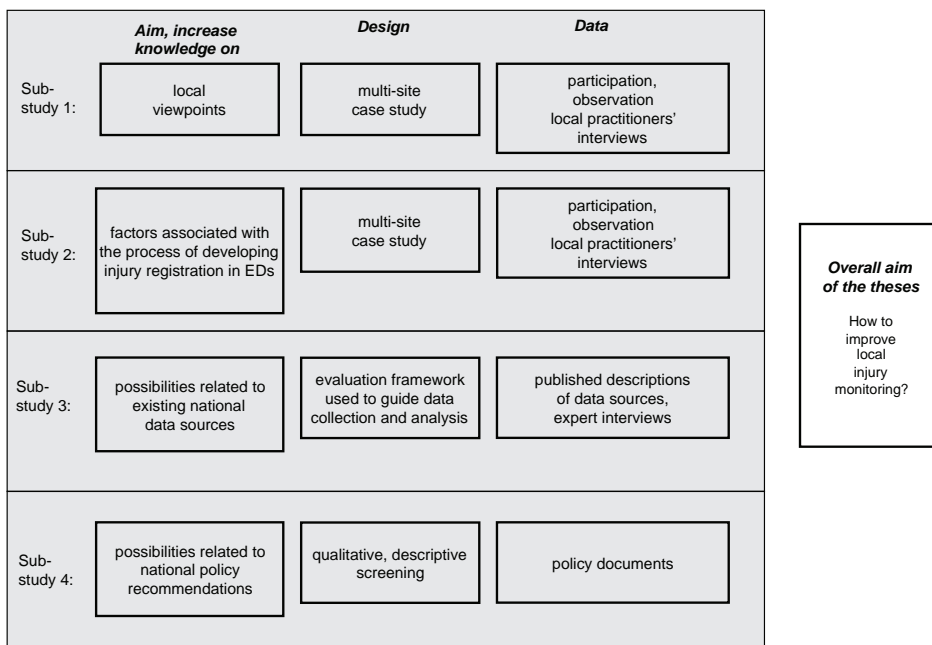 Aim, increase
knowledge on
Design
Data
Sub-
study 1:
local
viewpoints
multi-site
case study
participation,
observation
local practitioners'
interviews
Sub-
study 2:
factors associated with
the process of developing
injury registration in EDs
multi-site
case study
participation,
observation
local practitioners'
interviews
Sub-
study 3:
possibilities related to
existing national
data sources
evaluation framework
used to guide data
collection and analysis
published descriptions
of data sources,
expert interviews
Sub-
study 4:
possibilities related to
national policy
recommendations
qualitative, descriptive
screening
policy documents
Overall aim
of the theses
How to
improve
local
injury
monitoring?